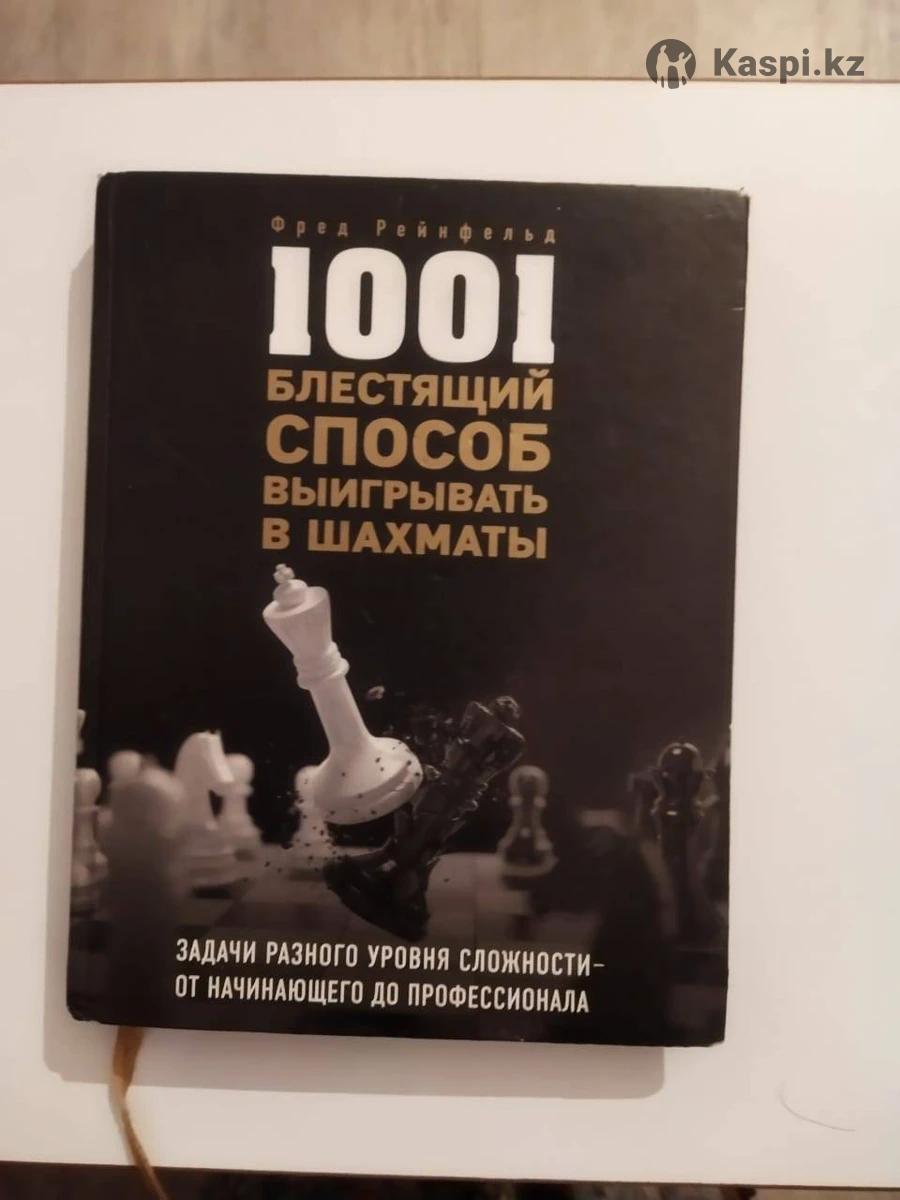 Kaspi.kz
Фред Рейнфельд
1001
БЛЕСТЯЩИЙ
СПОСОБ
ВЫИГРЫВАТЬ
В ШАХМАТЫ
ЗАДАЧИ РАЗНОГО УРОВНЯ СЛОЖНОСТИ–
ОТ НАЧИНАЮЩЕГО ДО ПРОФЕССИОНАЛА